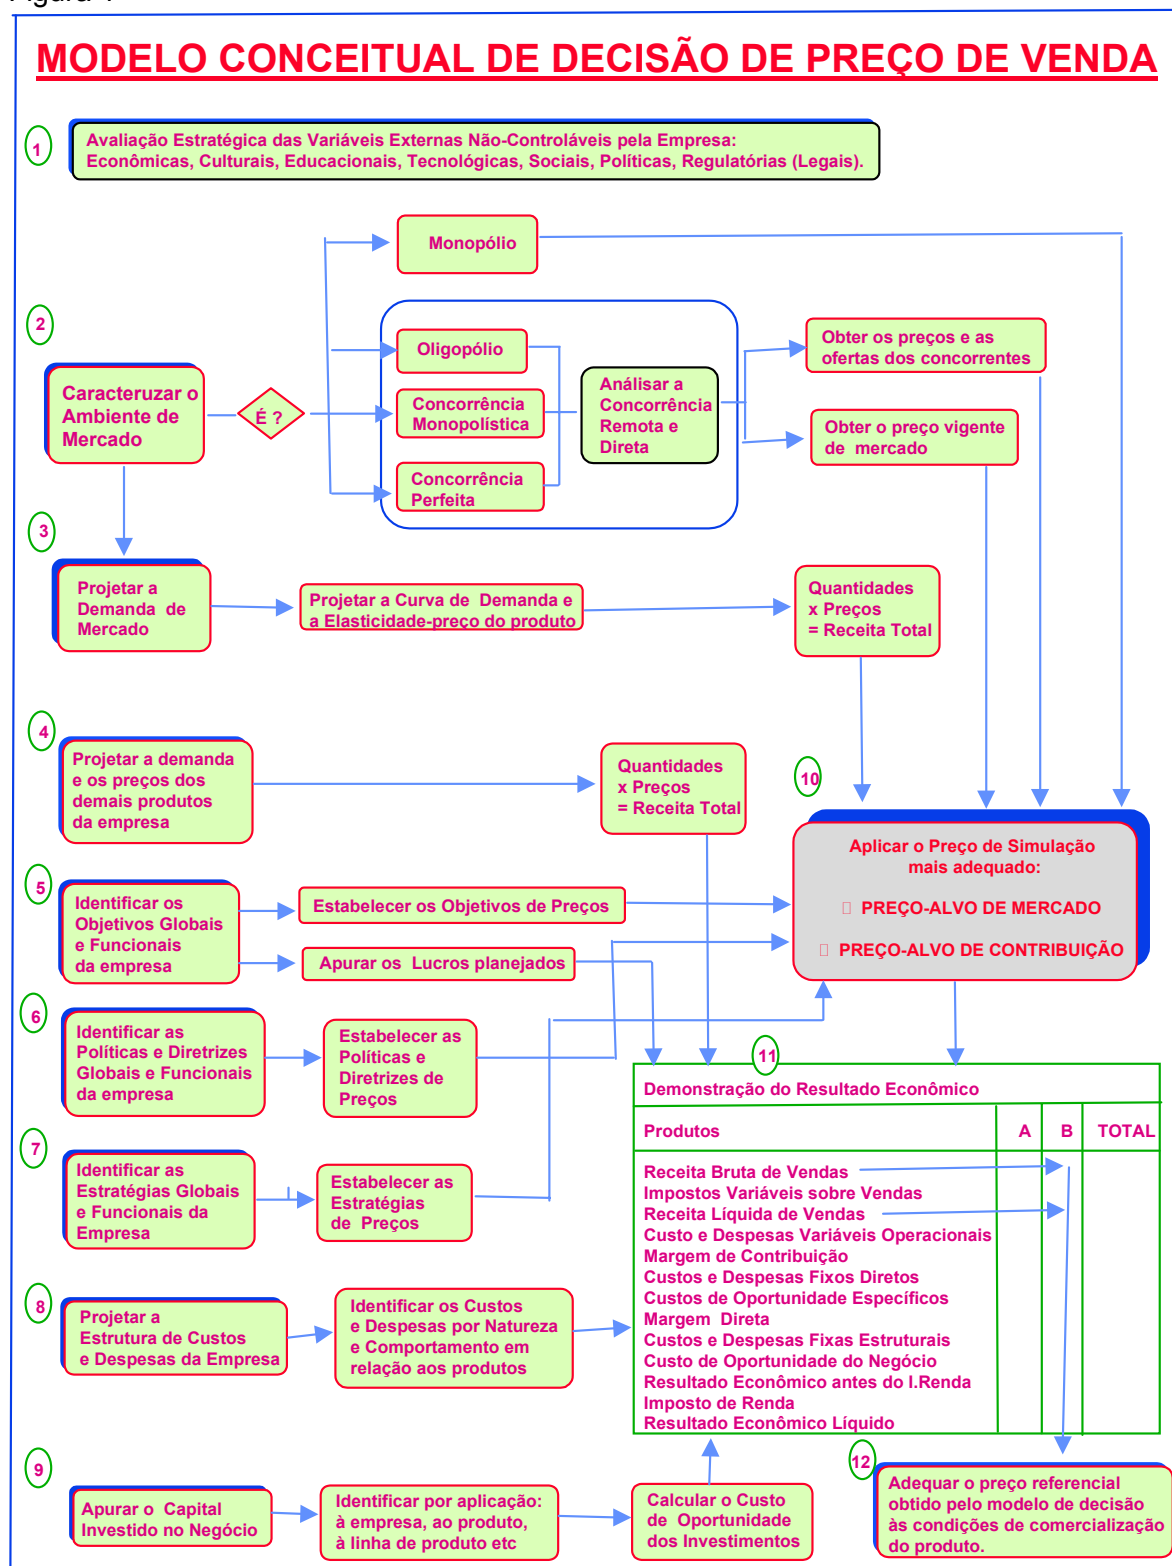 MODELO CONCEITUAL DE DECISÃO DE PREÇO DE VENDA
1
Avaliação Estratégica das Variáveis Externas Não-Controláveis pela Empresa:
Econômicas, Culturais, Educacionais, Tecnológicas, Sociais, Políticas, Regulatórias (Legais).
Monopólio
2
Caracteruzar o
Ambiente de
Mercado
É ?
Oligopólio
Concorrência
Monopolística
Concorrência
Perfeita
Análisar a
Concorrência
Remota e
Direta
Obter os preços e as
ofertas dos concorrentes
Obter o preço vigente
de mercado
3
Projetar a
Demanda de
Mercado
Projetar a Curva de Demanda e
a Elasticidade-preço do produto
Quantidades
x Preços
= Receita Total
4
Projetar a demanda
e os preços dos
demais produtos
da empresa
Quantidades
x Preços
= Receita Total
10
Aplicar o Preço de Simulação
mais adequado:
PREÇO-ALVO DE MERCADO
PREÇO-ALVO DE CONTRIBUIÇÃO
5
Identificar os
Objetivos Globais
e Funcionais
da empresa
Estabelecer os Objetivos de Preços
Apurar os Lucros planejados
6
Identificar as
Políticas e Diretrizes
Globais e Funcionais
da empresa
Estabelecer as
Políticas e
Diretrizes de
Preços
7
Identificar as
Estratégias Globais
e Funcionais da
Empresa
Estabelecer as
Estratégias
de Preços
8
Projetar a
Estrutura de Custos
e Despesas da Empresa
Identificar os Custos
e Despesas por Natureza
e Comportamento em
relação aos produtos
11
Demonstração do Resultado Econômico
Produtos A B TOTAL
Receita Bruta de Vendas
Impostos Variáveis sobre Vendas
Receita Líquida de Vendas
Custo e Despesas Variáveis Operacionais
Margem de Contribuição
Custos e Despesas Fixos Diretos
Custos de Oportunidade Específicos
Margem Direta
Custos e Despesas Fixas Estruturais
Custo de Oportunidade do Negócio
Resultado Econômico antes do I.Renda
Imposto de Renda
Resultado Econômico Líquido
9
Apurar o Capital
Investido no Negócio
Identificar por aplicação:
à empresa, ao produto,
à linha de produto etc
Calcular o Custo
de Oportunidade
dos Investimentos
12
Adequar o preço referencial
obtido pelo modelo de decisão
às condições de comercialização
do produto.